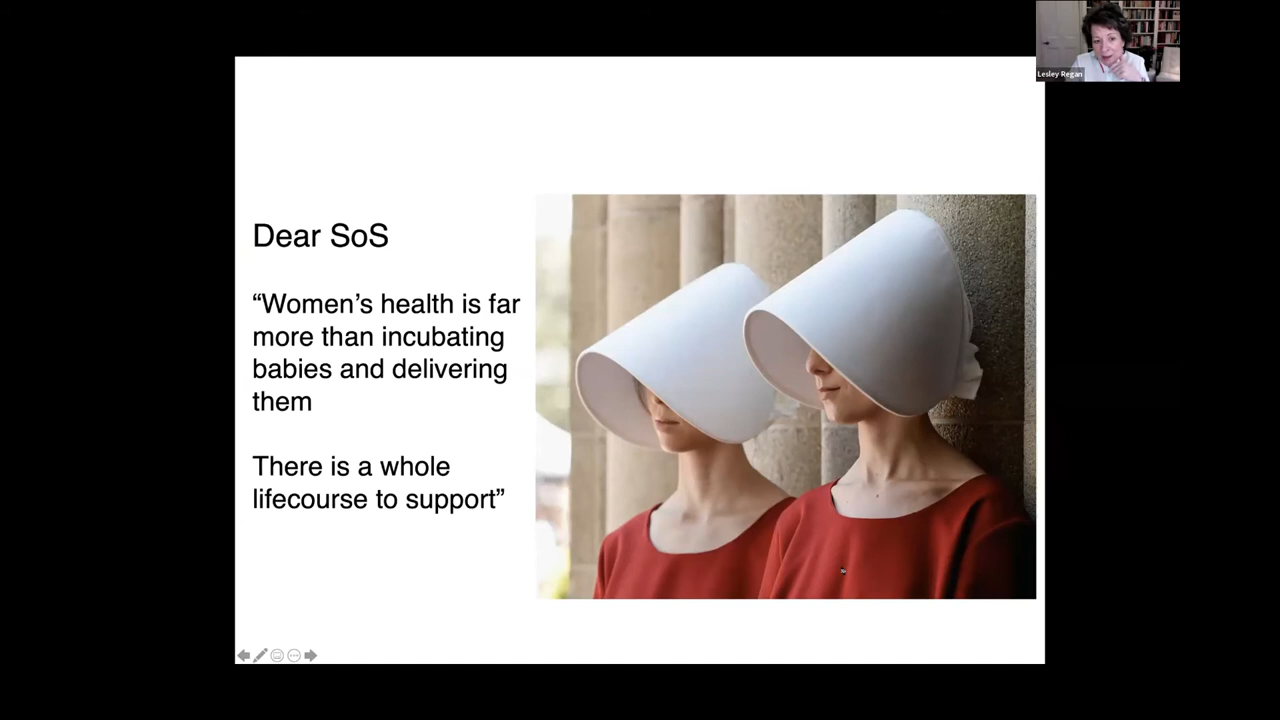 Lesley Regan
Dear SoS
“Women’s health is far
more than incubating
babies and delivering
them
There is a whole
lifecourse to support”